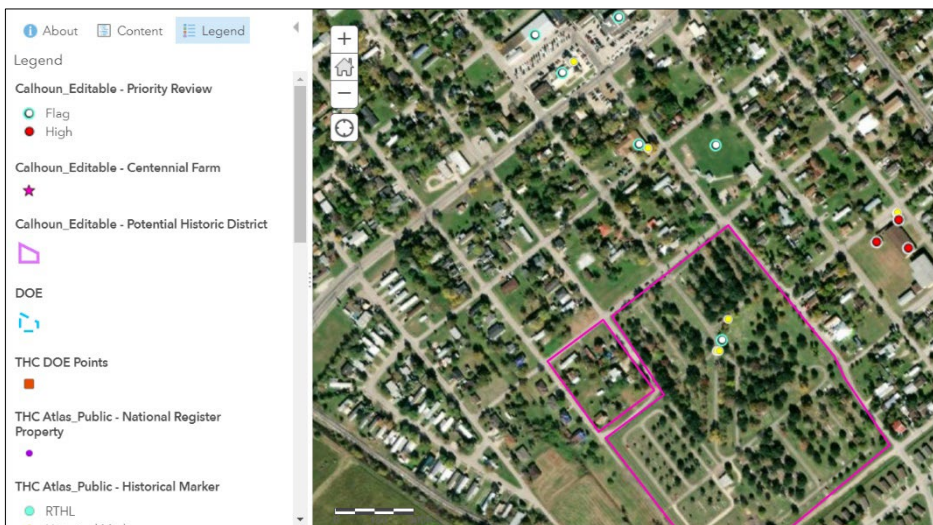 About Content Legend
Legend
Calhoun_Editable - Priority Review
Flag
High
Calhoun_Editable - Centennial Farm
Calhoun_Editable - Potential Historic District
DOE
THC DOE Points
THC Atlas_Public - National Register
Property
THC Atlas_Public - Historical Marker
RTHL